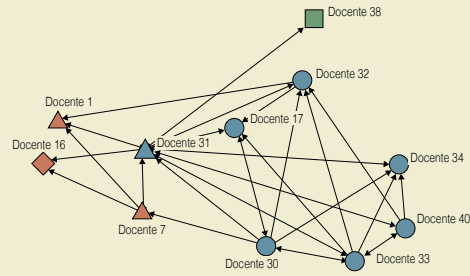 Docente 38
Docente 32
Docente 1
Docente 17
Docente 31
Docente 16
Docente 34
Docente 7
Docente 40
Docente 30
Docente 33